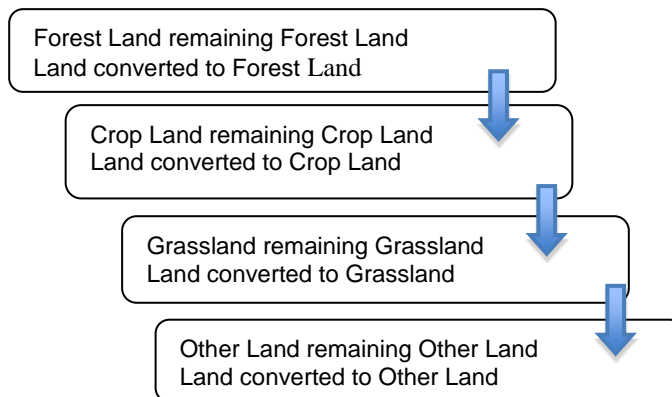 Forest Land remaining Forest Land
Land converted to Forest Land
Crop Land remaining Crop Land
Land converted to Crop Land
Grassland remaining Grassland
Land converted to Grassland
Other Land remaining Other Land
Land converted to Other Land